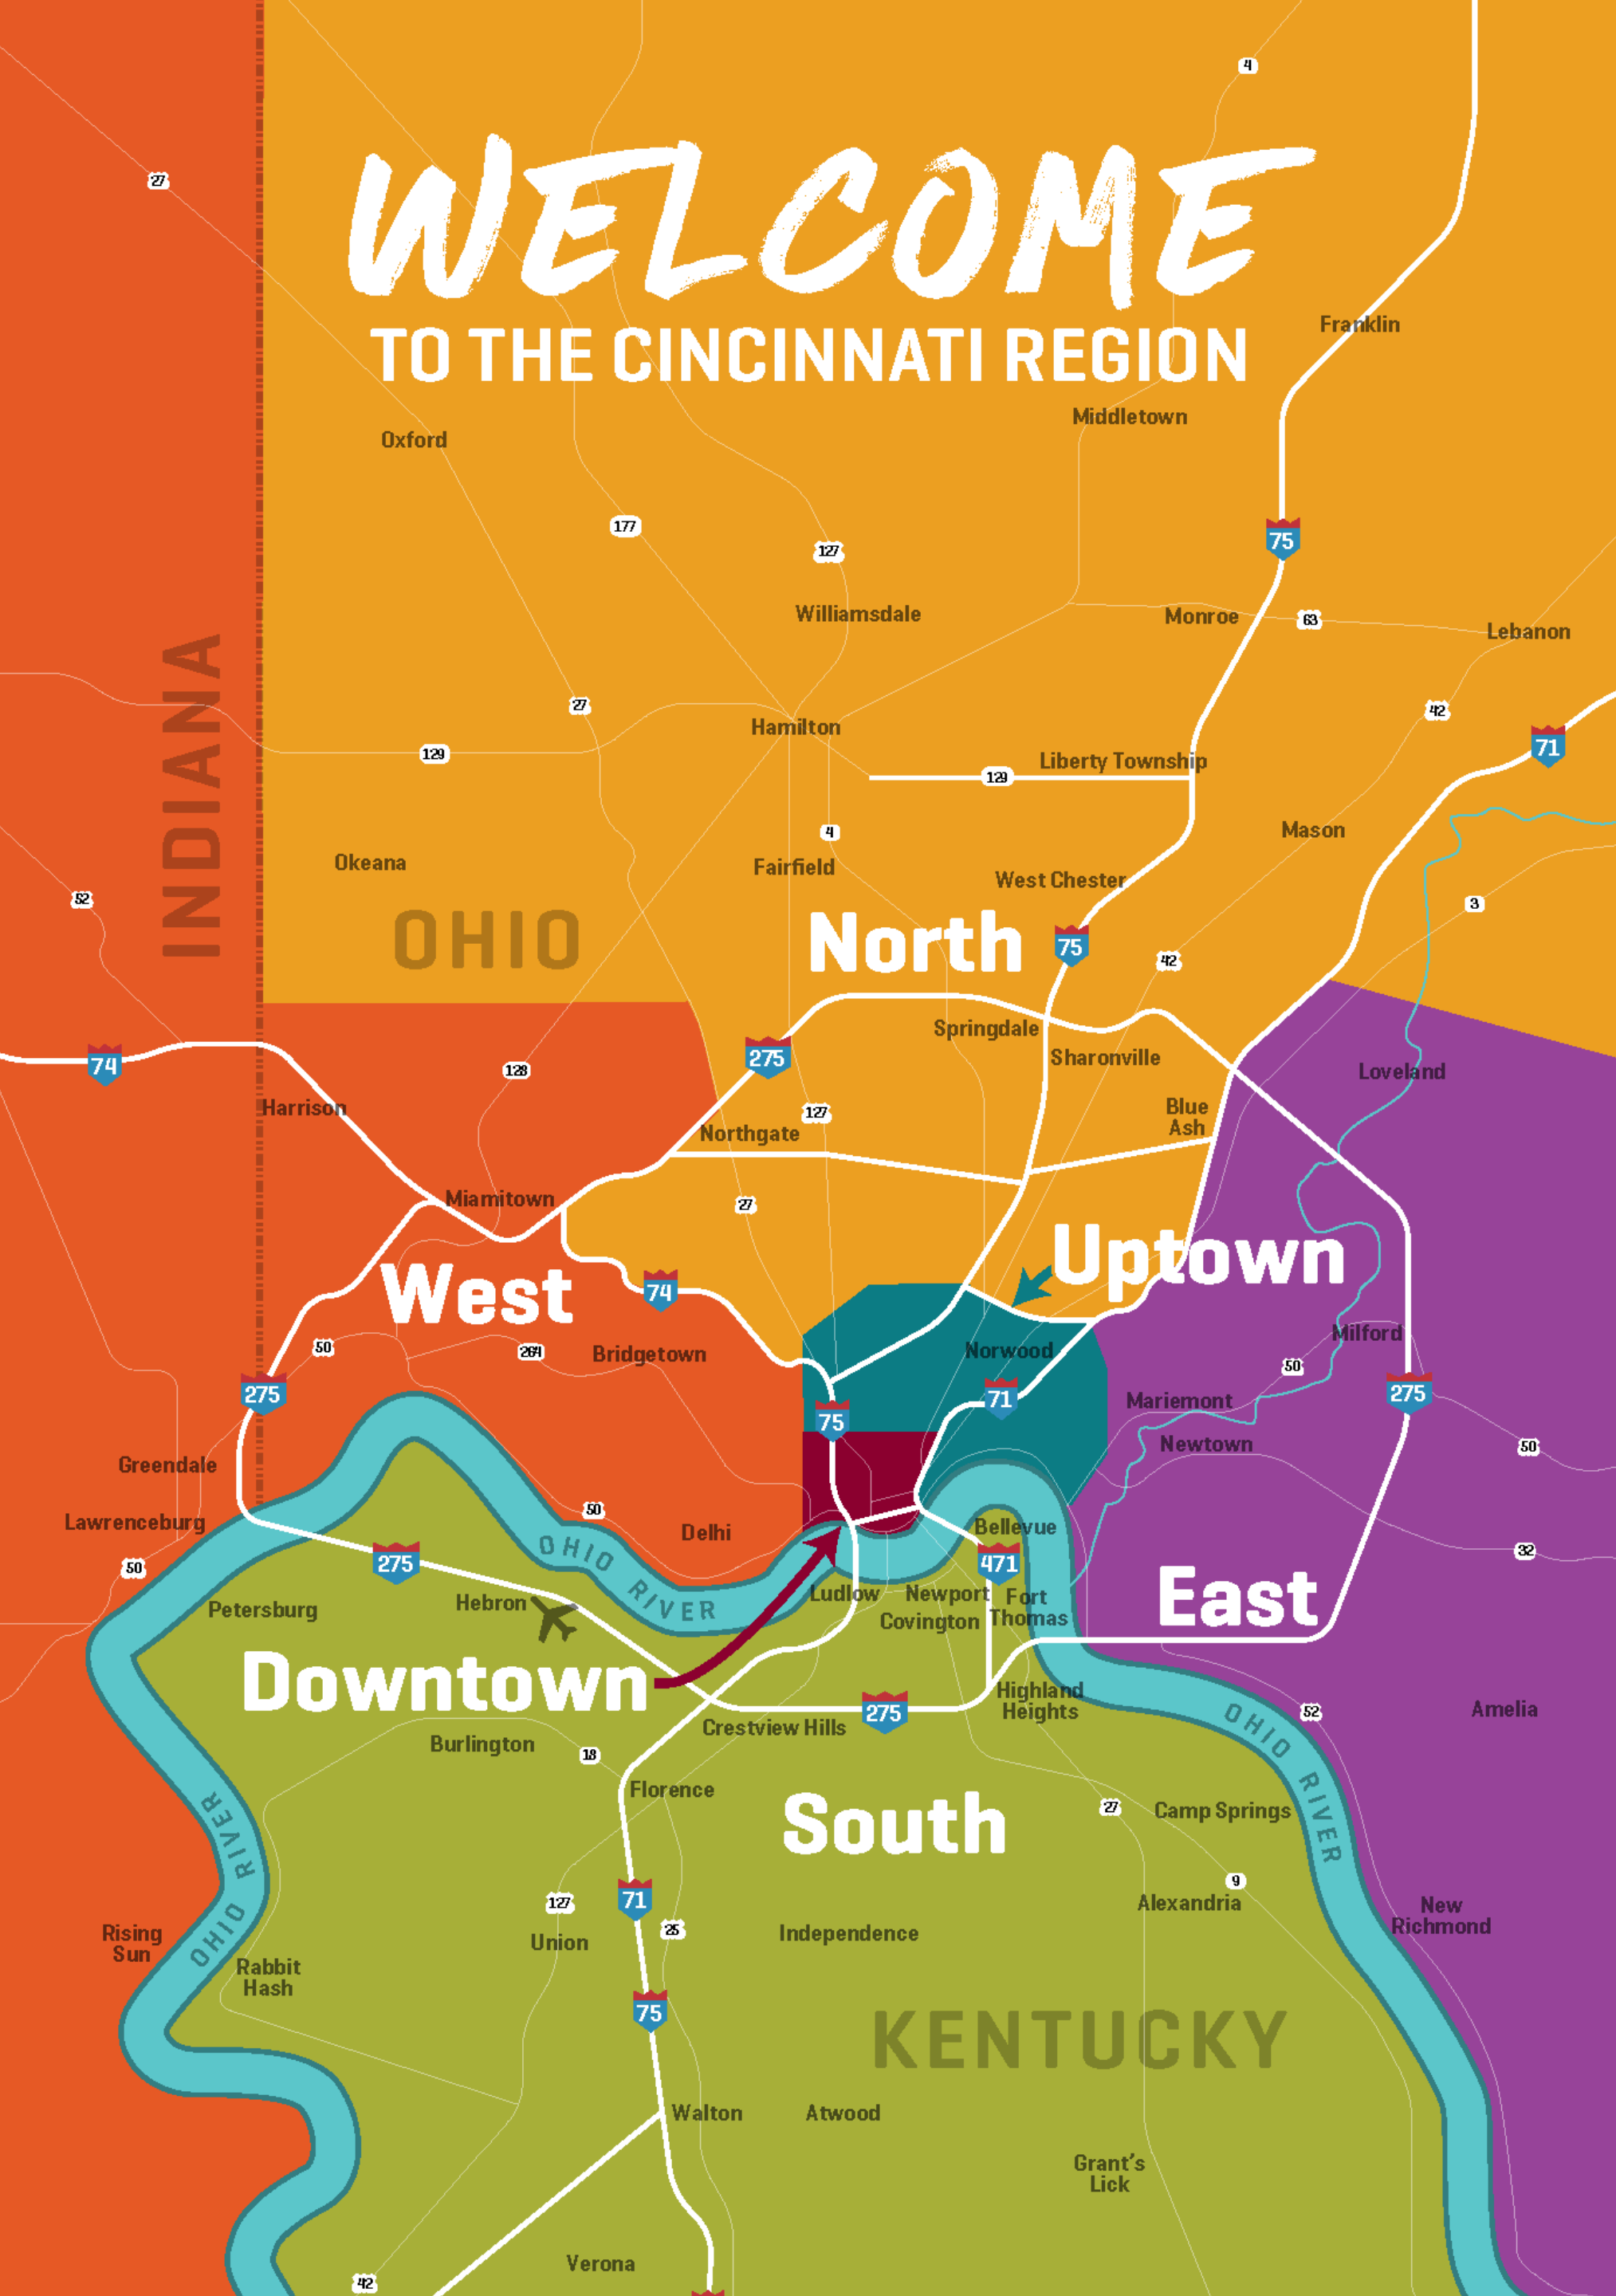 4
27
WELCOME
TO THE CINCINNATI REGION
Franklin
Middletown
Oxford
177
75
127
Williamsdale
Monroe
63
Lebanon
INDIANA
27
42
Hamilton
71
129
Liberty Township
129
4
Mason
Okeana
Fairfield
West Chester
52
3
OHIO
North
75
42
Springdale
Sharonville
275
74
128
Loveland
Harrison
127
Blue
Ash
Northgate
Miamitown
27
Uptown
West
74
50
264
Bridgetown
Norwood
Milford
50
275
71
275
Mariemont
75
Newtown
50
Greendale
50
Lawrenceburg
Delhi
Bellevue
OHIO RIVER
32
50
275
471
Hebron
Ludlow
Newport
Fort
Thomas
East
Petersburg
Covington
Downtown
Highland
Heights
275
52
Amelia
Crestview Hills
OHIO RIVER
Burlington
18
Florence
South
27
Camp Springs
OHIO RIVER
9
71
127
Alexandria
New
Richmond
25
Independence
Rising
Sun
Union
Rabbit
Hash
75
KENTUCKY
Walton
Atwood
Grant's
Lick
Verona
42